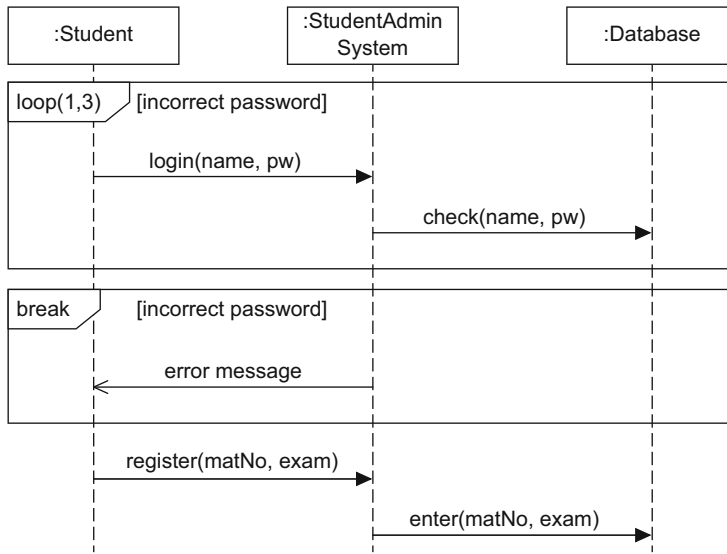 :Student
:StudentAdmin
System
:Database
loop(1,3)
[incorrect password]
login(name, pw)
check(name, pw)
break
[incorrect password]
error message
register(matNo, exam)
enter(matNo, exam)